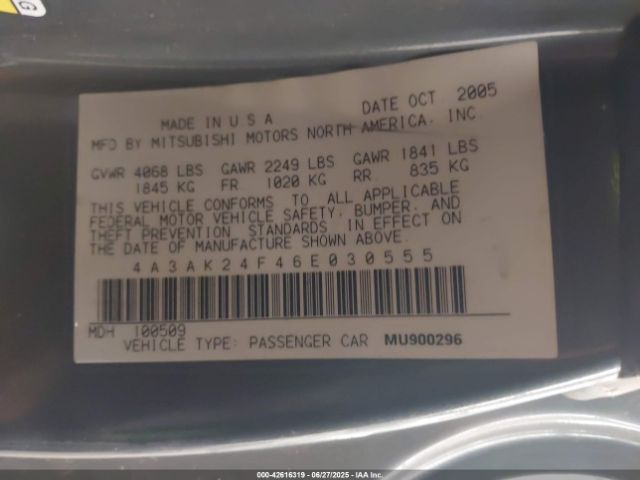 G
MADE IN U S A DATE OCT 2005
MFD BY MITSUBISHI MOTORS NORTH AMERICA, INC
GVWR 4068 LBS GAWR 2249 LBS GAWR 1841 LBS
1845 KG FR 1020 KG RR 835 KG
THIS VEHICLE CONFORMS TO ALL APPLICABLE
FEDERAL MOTOR VEHICLE SAFETY, BUMPER, AND
THEFT PREVENTION STANDARDS IN EFFECT ON
THE DATE OF MANUFACTURE SHOWN ABOVE.
4A3AK24F46E030555
MDH 100509
VEHICLE TYPE: PASSENGER CAR MU900296
000-42616319 | 06/27/2025 | IAAI.COM